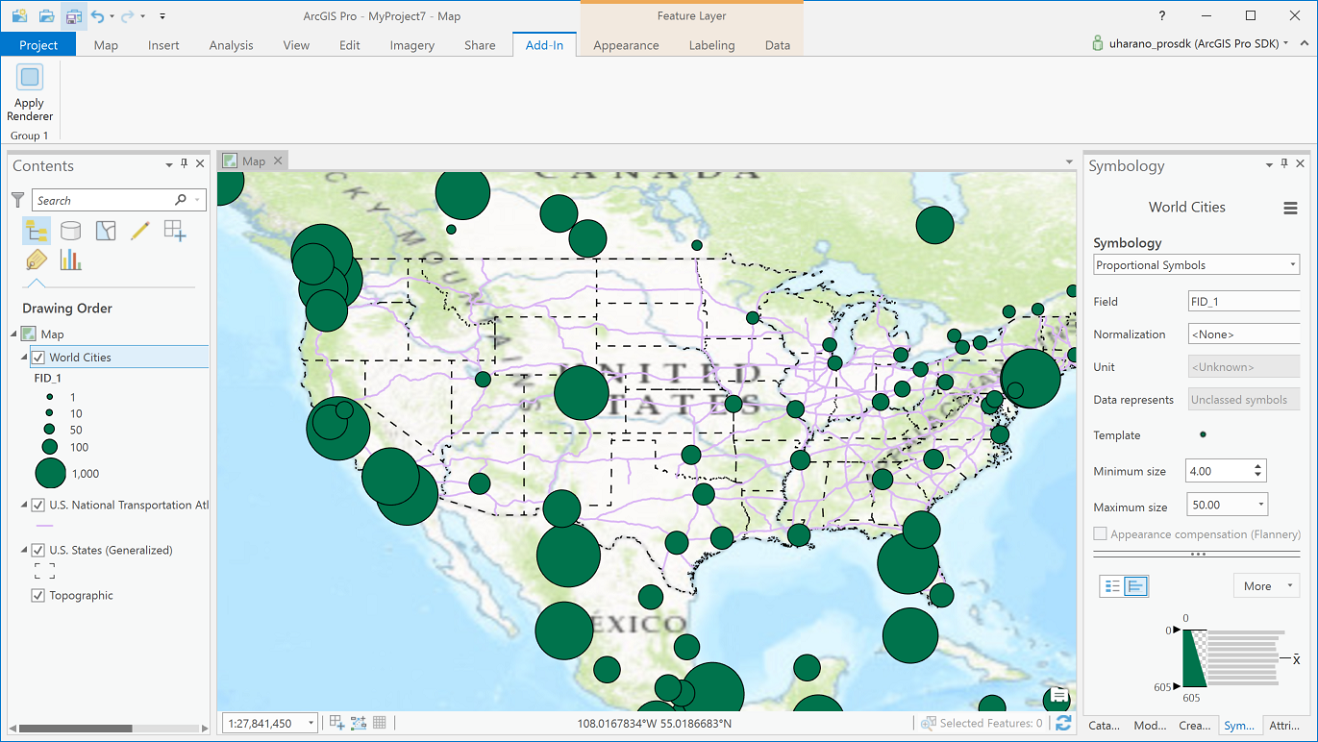 ArcGIS Pro - MyProject7 - Map
Feature Layer
?
Project
Map
Insert
Analysis
View
Edit
Imagery
Share
Add-In
Appearance
Labeling
Data
uharano_prosdk (ArcGIS Pro SDK)
Apply
Renderer
Group 1
Contents
Search
Drawing Order
Map
World Cities
FID_1
1
10
50
100
1,000
U.S. National Transportation Atl
U.S. States (Generalized)
Topographic
Map
CANADA
CKY MOUNTAINS
UNITED
STATES
MÉXICO
1:27,841,450
108.0167834°W 55.0186683°N
Selected Features: 0
Symbology
World Cities
Symbology
Proportional Symbols
Field
FID_1
Normalization
<None>
Unit
<Unknown>
Data represents
Unclassed symbols
Template
Minimum size
4.00
Maximum size
50.00
Appearance compensation (Flannery)
More
0
0
x̄
605
605
Cata...
Mod...
Crea...
Sym...
Attri...